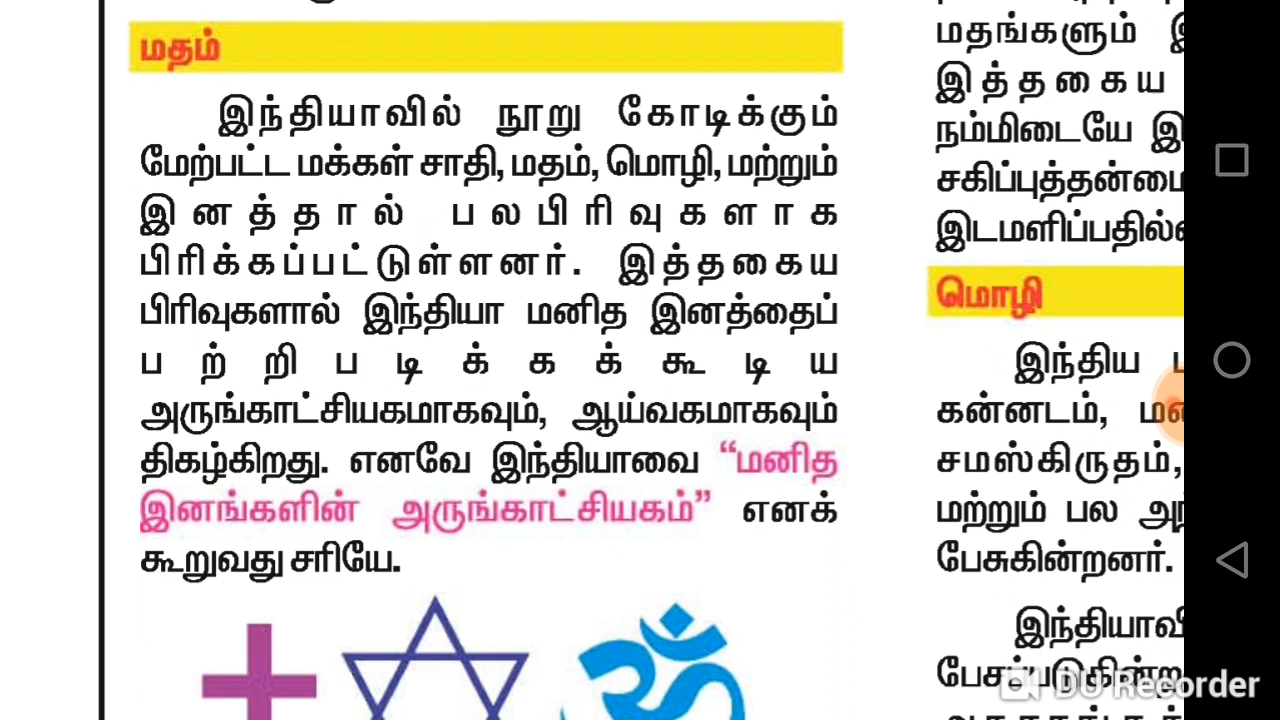 மதம்
இந்தியாவில் நூறு கோடிக்கும்
மேற்பட்ட மக்கள் சாதி, மதம், மொழி, மற்றும்
இனத்தால் பலபிரிவுகளாக
பிரிக்கப்பட்டுள்ளனர். இத்தகைய
பிரிவுகளால் இந்தியா மனித இனத்தைப்
பற்றி படிக்கக்கூடிய
அருங்காட்சியகமாகவும், ஆய்வகமாகவும்
திகழ்கிறது. எனவே இந்தியாவை “மனித
இனங்களின் அருங்காட்சியகம்” எனக்
கூறுவது சரியே.
மதங்களும்
இத்தகைய
நம்மிடையே
சகிப்புத்தன்மை
மொழி
இந்திய
கன்னடம்,
சமஸ்கிருதம்,
மற்றும் பல
பேசுகின்றனர்.
DU Recorder